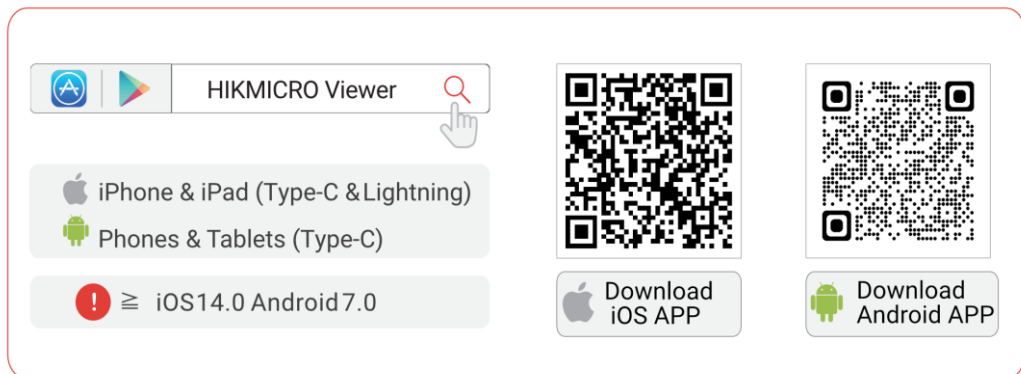 HIKMICRO Viewer
iPhone & iPad (Type-C & Lightning)
Phones & Tablets (Type-C)
! ≧ iOS14.0 Android7.0
Download
iOS APP
Download
Android APP